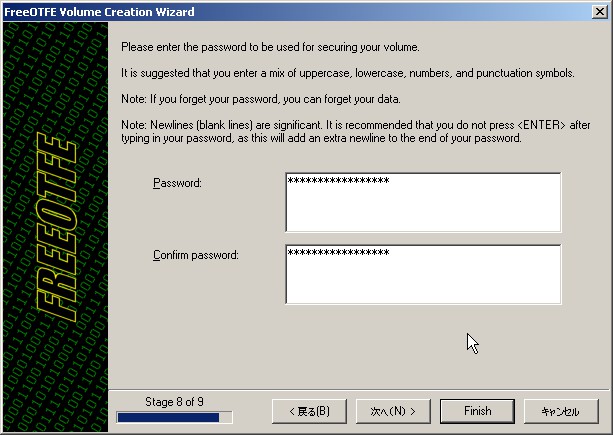 FreeOTFE Volume Creation Wizard
Please enter the password to be used for securing your volume.
It is suggested that you enter a mix of uppercase, lowercase, numbers, and punctuation symbols.
Note: If you forget your password, you can forget your data.
Note: Newlines (blank lines) are significant. It is recommended that you do not press <ENTER> after
typing in your password, as this will add an extra newline to the end of your password.
FREEOTFE
Password:
*****************
Confirm password:
*****************
Stage 8 of 9
< 戻る(B)
次へ(N) >
Finish
キャンセル